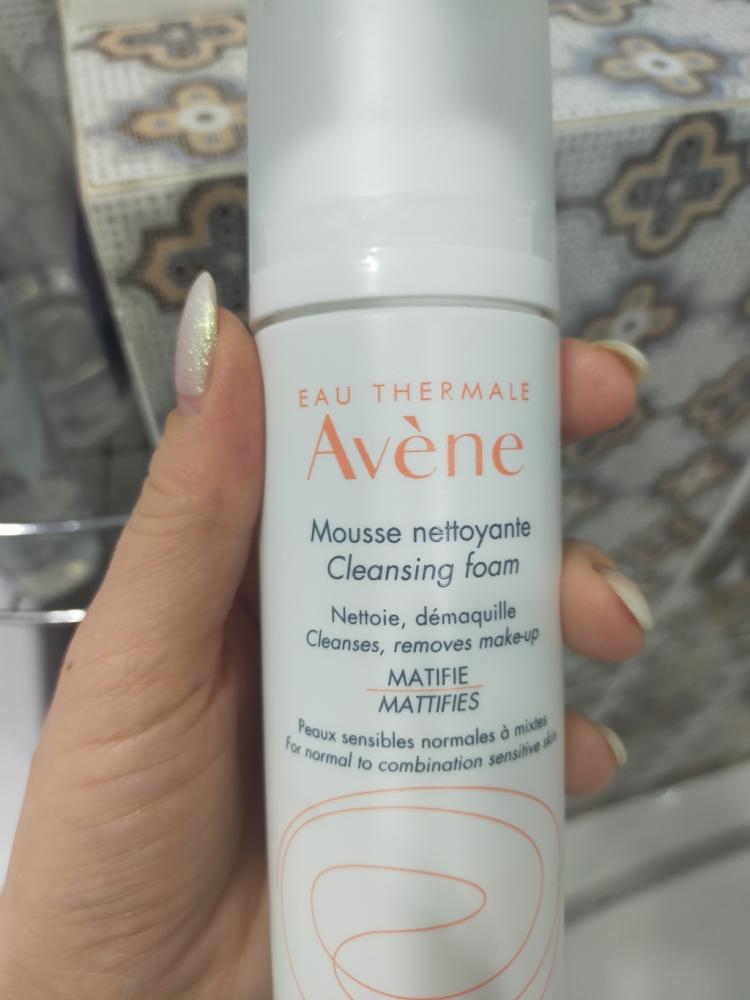 EAU THERMALE
Avène
Mousse nettoyante
Cleansing foam
Nettoie, démaquille
Cleanses, removes make-up
MATIFIE
MATTIFIES
Peaux sensibles normales à mixtes
For normal to combination sensitive skin